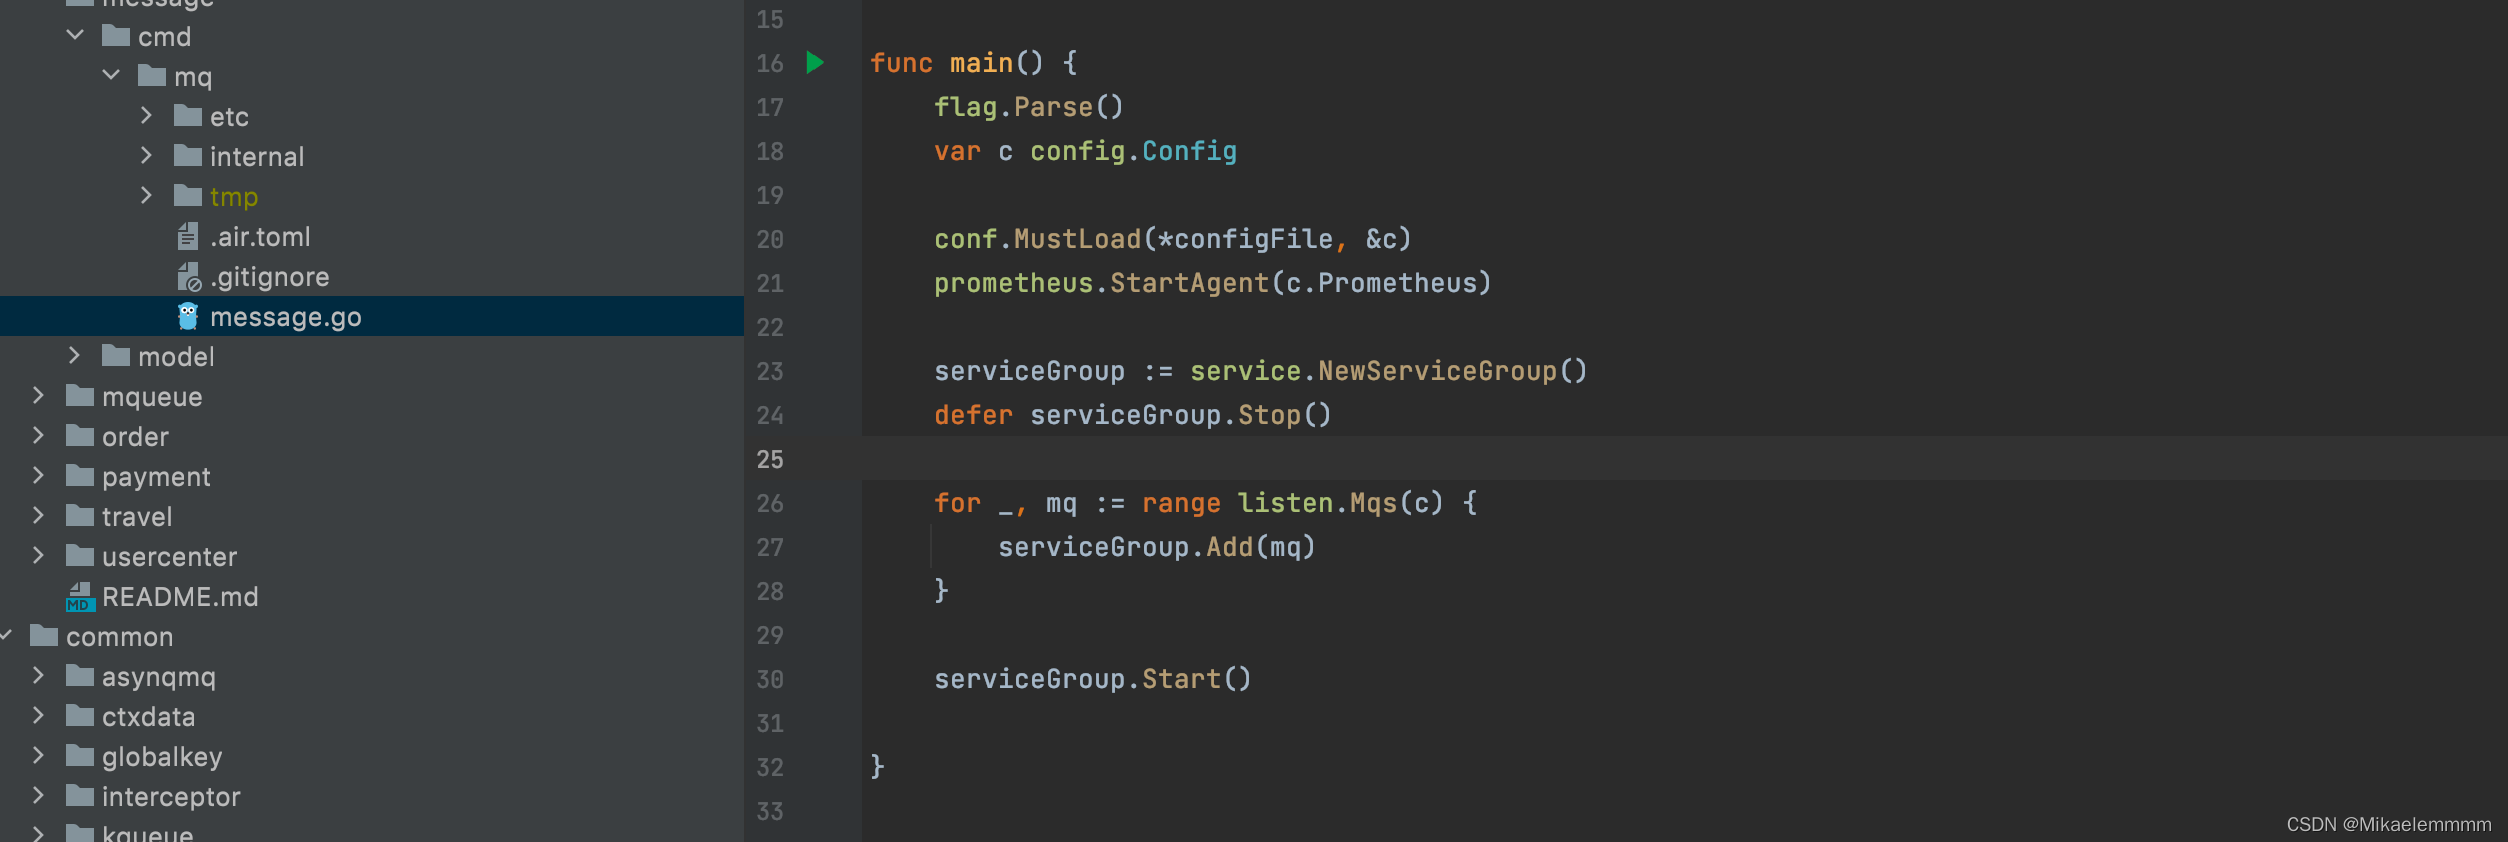 message
cmd
mq
etc
internal
tmp
.air.toml
.gitignore
message.go
model
mqueue
order
payment
travel
usercenter
MD README.md
common
asynqmq
ctxdata
globalkey
interceptor
kqueue
15
16 func main() {
17 flag.Parse()
18 var c config.Config
19
20 conf.MustLoad(*configFile, &c)
21 prometheus.StartAgent(c.Prometheus)
22
23 serviceGroup := service.NewServiceGroup()
24 defer serviceGroup.Stop()
25
26 for _, mq := range listen.Mqs(c) {
27 serviceGroup.Add(mq)
28 }
29
30 serviceGroup.Start()
31
32 }
33
CSDN @Mikaelemmmm